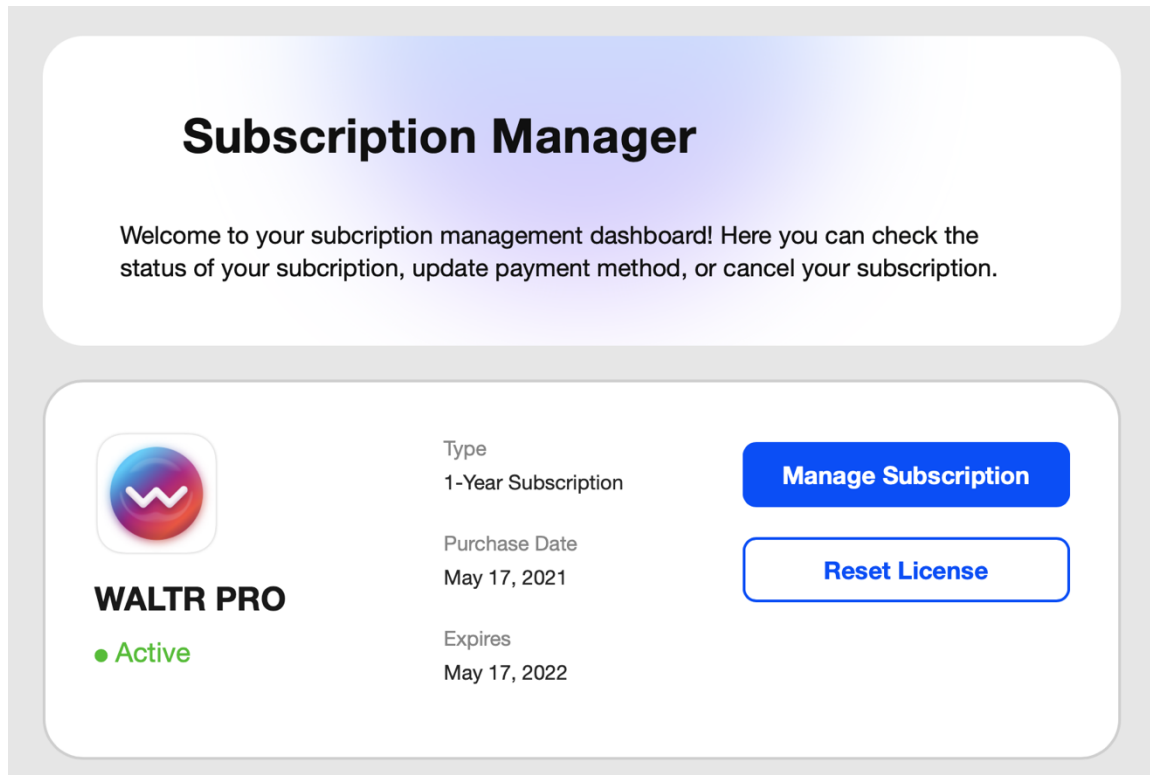 Subscription Manager
Welcome to your subcription management dashboard! Here you can check the
status of your subcription, update payment method, or cancel your subscription.
WALTR PRO
Active
Type
1-Year Subscription
Purchase Date
May 17, 2021
Expires
May 17, 2022
Manage Subscription
Reset License